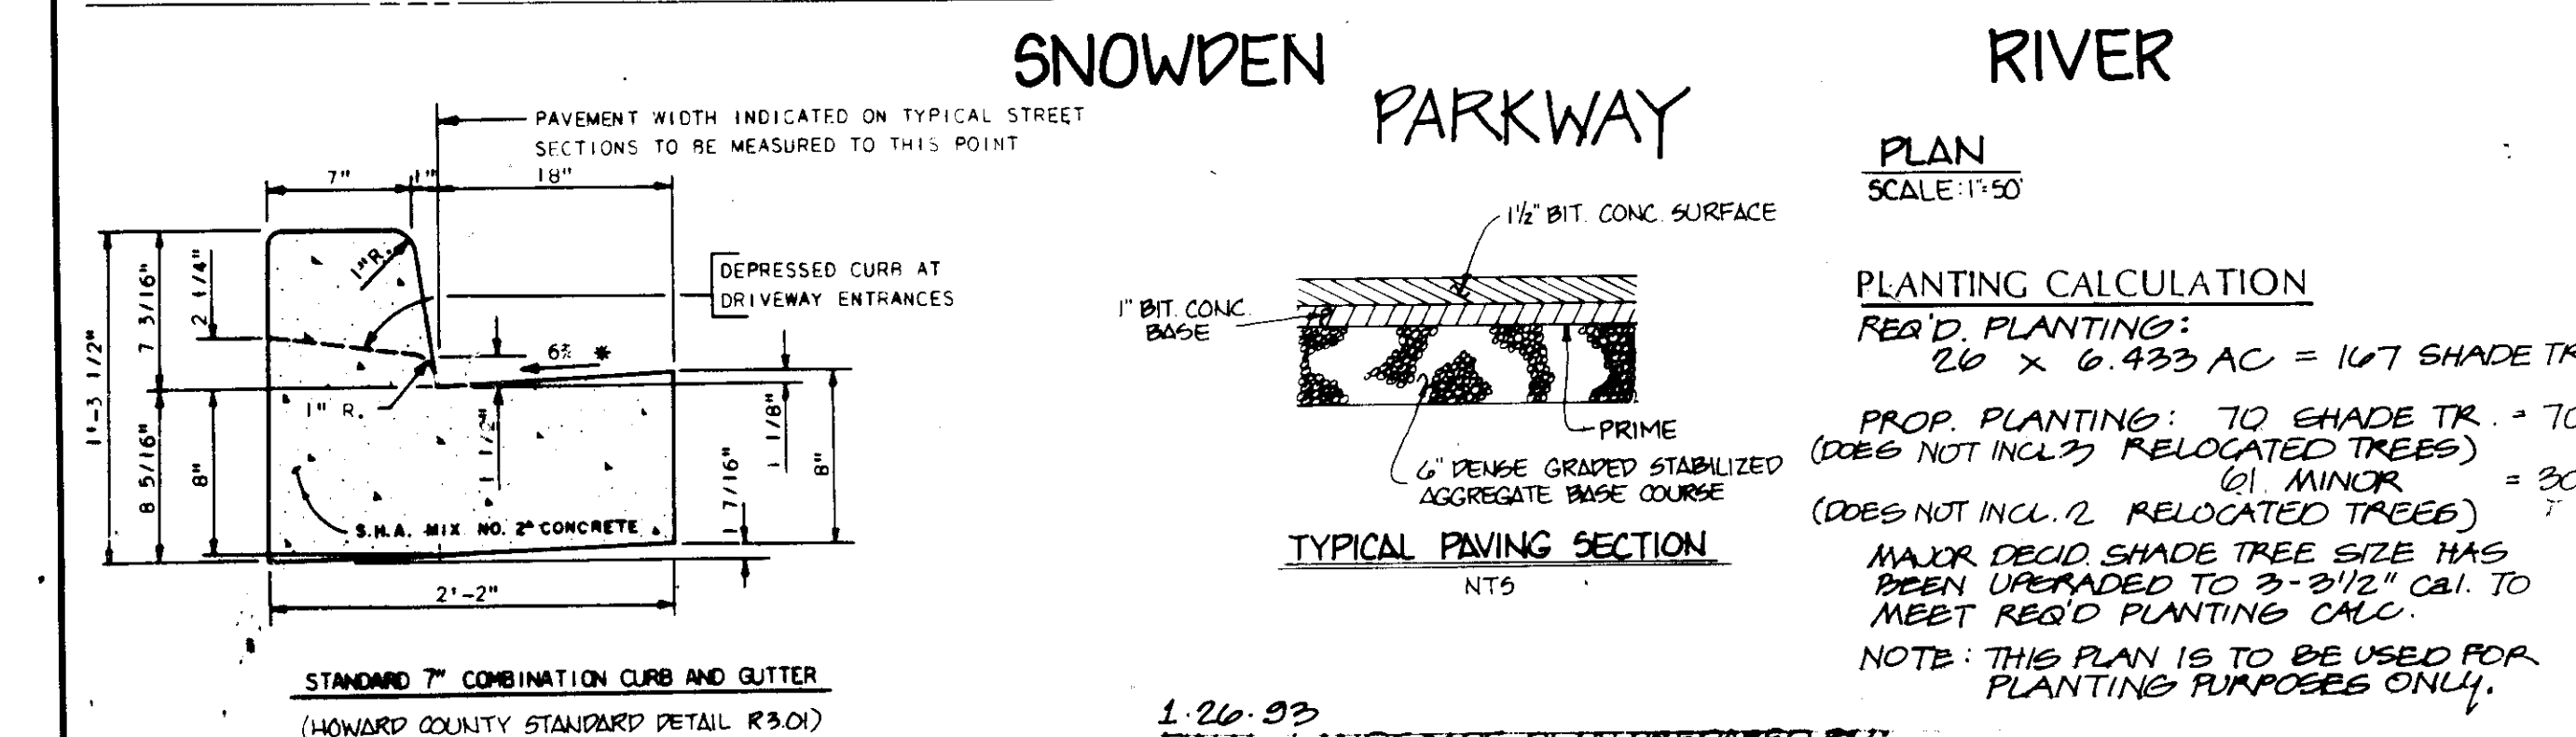 SNOWDEN RIVER
PARKWAY
PAVEMENT WIDTH INDICATED ON TYPICAL STREET
SECTIONS TO BE MEASURED TO THIS POINT
7" 1" 18"
1" R.
DEPRESSED CURB AT
DRIVEWAY ENTRANCES
2 1/4"
7 3/16"
1'-3 1/2"
6% *
1" R.
8 5/16"
8"
1 1/2"
1 1/8"
8"
1 7/16"
S.H.A. MIX NO. 2 CONCRETE
2'-2"
STANDARD 7" COMBINATION CURB AND GUTTER
(HOWARD COUNTY STANDARD DETAIL R3.01)
1½" BIT. CONC. SURFACE
1" BIT. CONC.
BASE
PRIME
6" DENSE GRADED STABILIZED
AGGREGATE BASE COURSE
TYPICAL PAVING SECTION
NTS
1.26.93
PLAN
SCALE: 1"=50'
PLANTING CALCULATION
REQ'D. PLANTING:
26 x 6.433 AC = 167 SHADE TR
PROP. PLANTING: 70 SHADE TR. = 70
(DOES NOT INCL 3 RELOCATED TREES)
61 MINOR = 30
(DOES NOT INCL. 2 RELOCATED TREES)
MAJOR DECID. SHADE TREE SIZE HAS
BEEN UPGRADED TO 3-3½" Cal. TO
MEET REQ'D PLANTING CALC.
NOTE: THIS PLAN IS TO BE USED FOR
PLANTING PURPOSES ONLY.